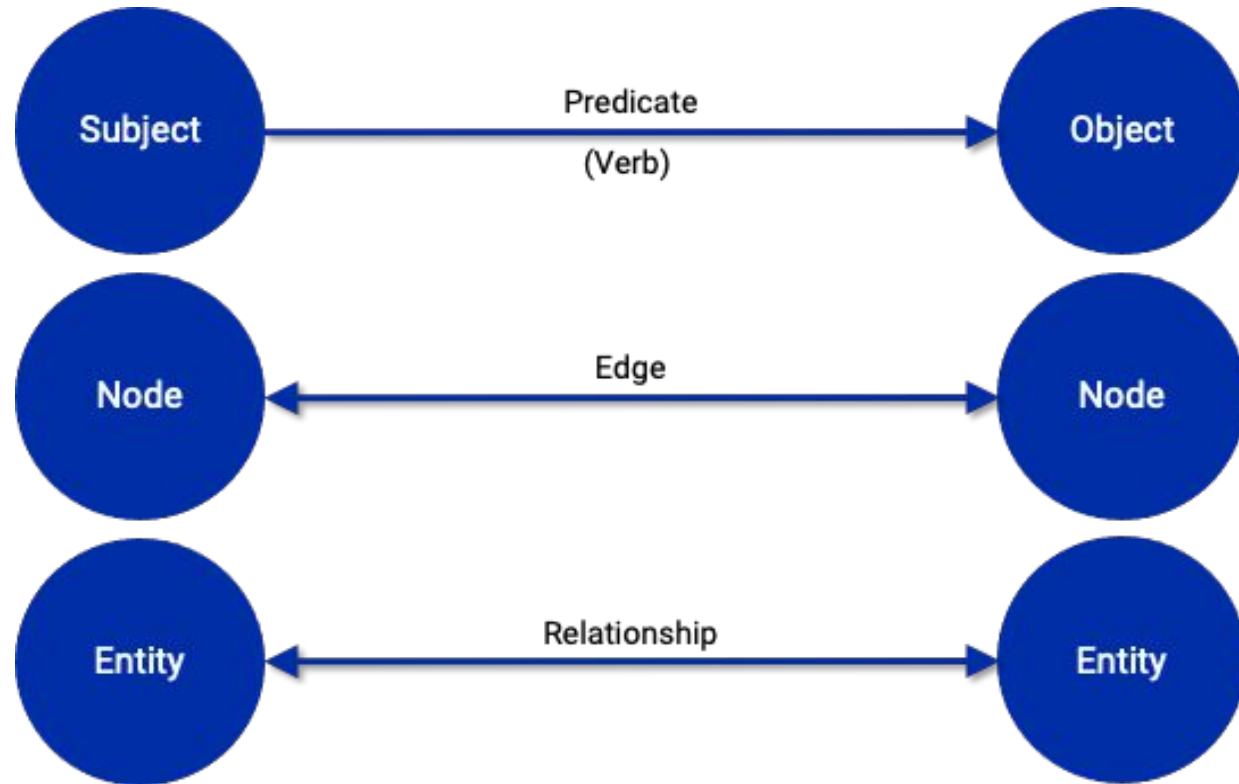 Subject
Predicate
(Verb)
Object
Node
Edge
Node
Entity
Relationship
Entity